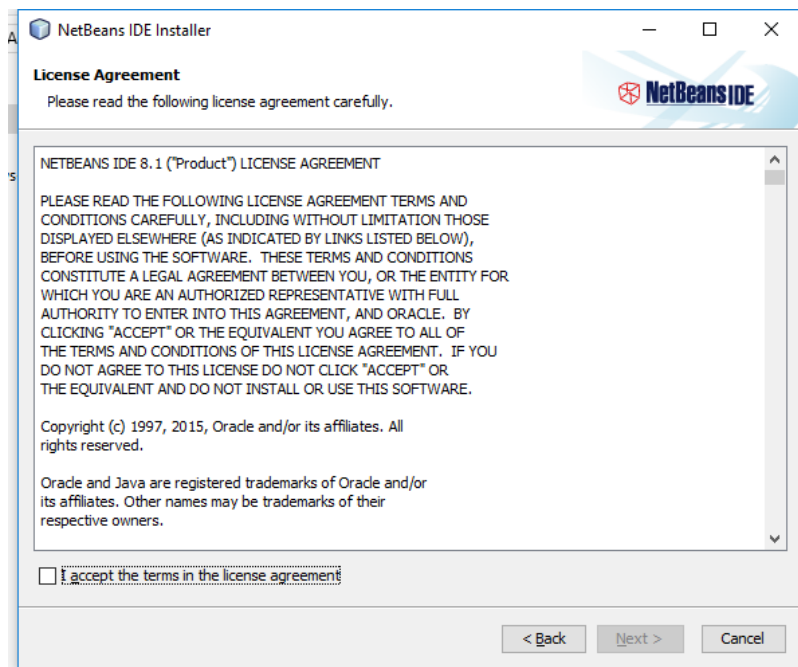 A
NetBeans IDE Installer
License Agreement
Please read the following license agreement carefully.
NetBeans IDE
's
NETBEANS IDE 8.1 ("Product") LICENSE AGREEMENT
PLEASE READ THE FOLLOWING LICENSE AGREEMENT TERMS AND
CONDITIONS CAREFULLY, INCLUDING WITHOUT LIMITATION THOSE
DISPLAYED ELSEWHERE (AS INDICATED BY LINKS LISTED BELOW),
BEFORE USING THE SOFTWARE.  THESE TERMS AND CONDITIONS
CONSTITUTE A LEGAL AGREEMENT BETWEEN YOU, OR THE ENTITY FOR
WHICH YOU ARE AN AUTHORIZED REPRESENTATIVE WITH FULL
AUTHORITY TO ENTER INTO THIS AGREEMENT, AND ORACLE.  BY
CLICKING "ACCEPT" OR THE EQUIVALENT YOU AGREE TO ALL OF
THE TERMS AND CONDITIONS OF THIS LICENSE AGREEMENT.  IF YOU
DO NOT AGREE TO THIS LICENSE DO NOT CLICK "ACCEPT" OR
THE EQUIVALENT AND DO NOT INSTALL OR USE THIS SOFTWARE.
Copyright (c) 1997, 2015, Oracle and/or its affiliates. All
rights reserved.
Oracle and Java are registered trademarks of Oracle and/or
its affiliates. Other names may be trademarks of their
respective owners.
I accept the terms in the license agreement
< Back
Next >
Cancel